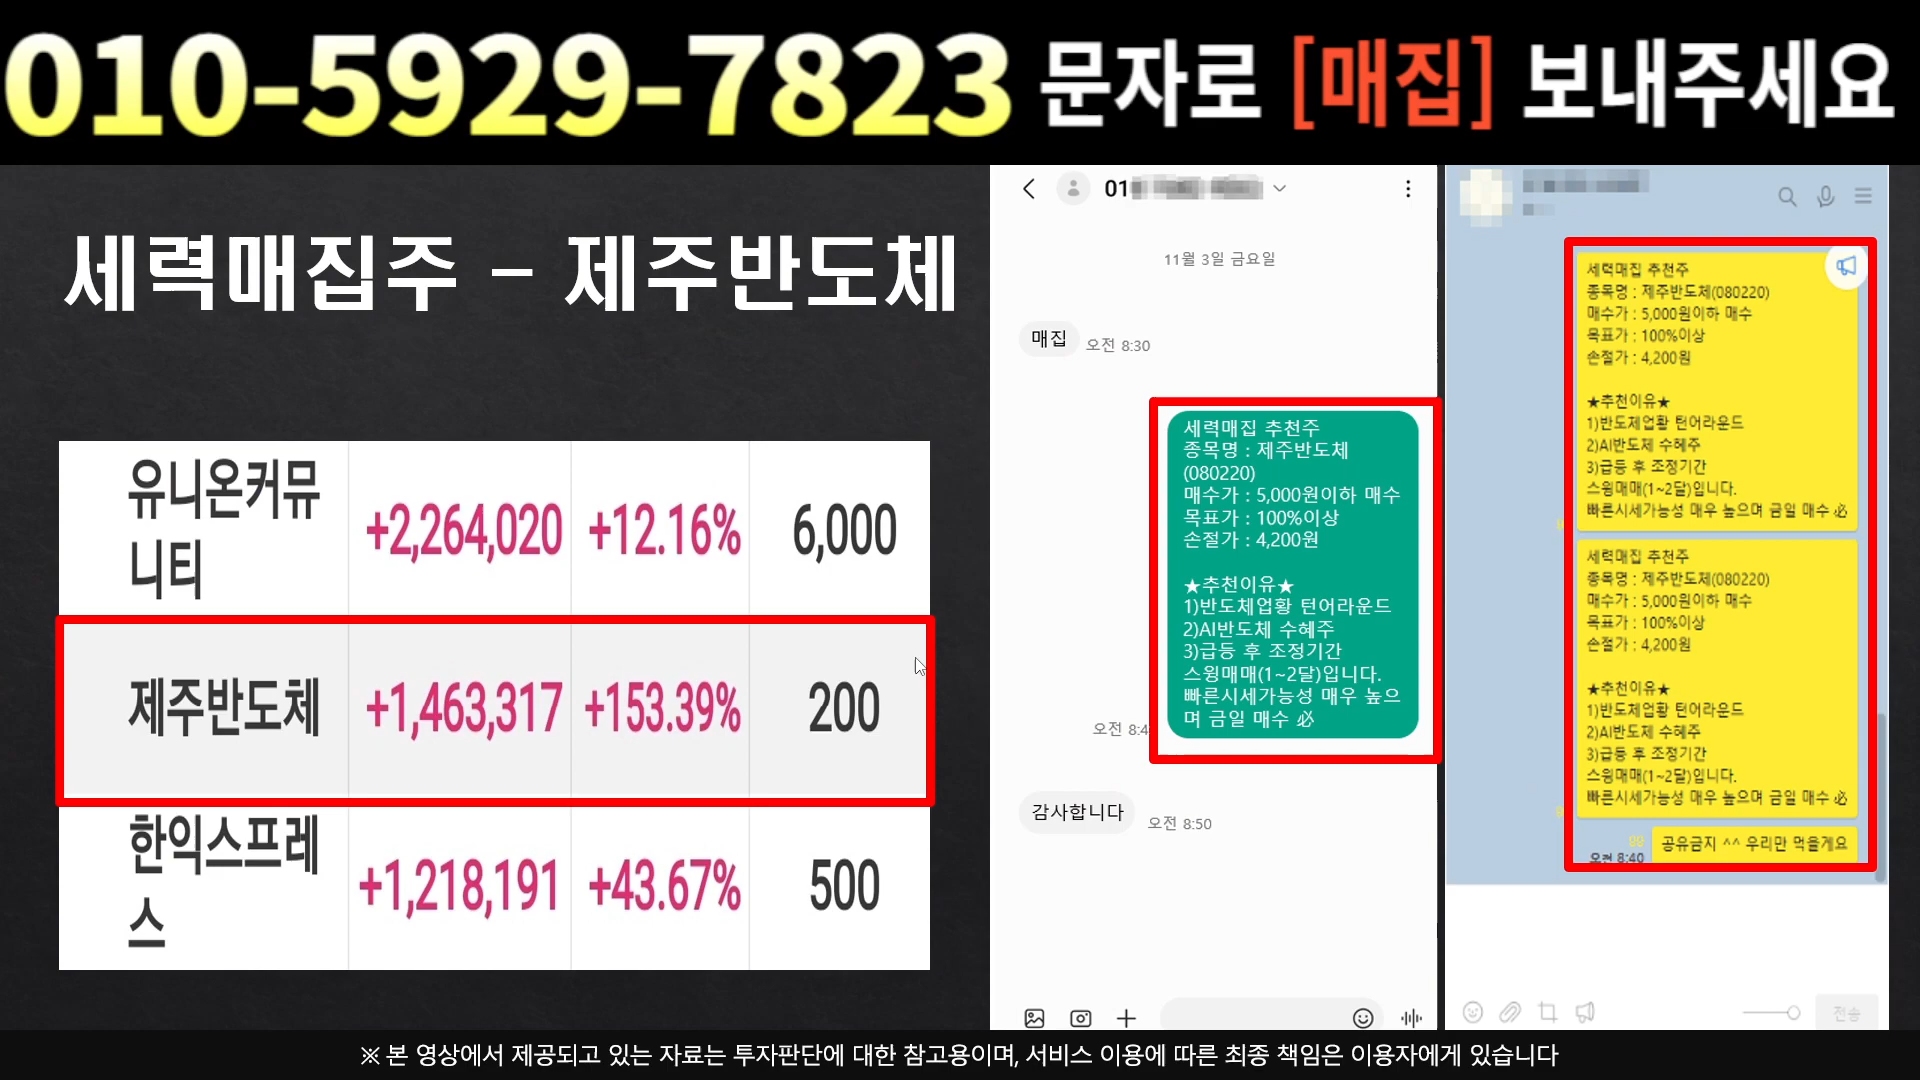 010-5929-7823 문자로 [매집] 보내주세요
세력매집주 - 제주반도체
유니온커뮤
니티
+2,264,020
+12.16%
6,000
제주반도체
+1,463,317
+153.39%
200
한익스프레
스
+1,218,191
+43.67%
500
01
11월 3일 금요일
매집
오전 8:30
세력매집 추천주
종목명 : 제주반도체
(080220)
매수가 : 5,000원이하 매수
목표가 : 100%이상
손절가 : 4,200원
★추천이유★
1)반도체업황 턴어라운드
2)AI반도체 수혜주
3)급등 후 조정기간
스윙매매(1~2달)입니다.
빠른시세가능성 매우 높으
며 금일 매수 必
오전 8:4
감사합니다
오전 8:50
세력매집 추천주
종목명 : 제주반도체(080220)
매수가 : 5,000원이하 매수
목표가 : 100%이상
손절가 : 4,200원
★추천이유★
1)반도체업황 턴어라운드
2)AI반도체 수혜주
3)급등 후 조정기간
스윙매매(1~2달)입니다.
빠른시세가능성 매우 높으며 금일 매수 必
세력매집 추천주
종목명 : 제주반도체(080220)
매수가 : 5,000원이하 매수
목표가 : 100%이상
손절가 : 4,200원
★추천이유★
1)반도체업황 턴어라운드
2)AI반도체 수혜주
3)급등 후 조정기간
스윙매매(1~2달)입니다.
빠른시세가능성 매우 높으며 금일 매수 必
오전 8:40
공유금지 ^^ 우리만 먹을게요
전송
※ 본 영상에서 제공되고 있는 자료는 투자판단에 대한 참고용이며, 서비스 이용에 따른 최종 책임은 이용자에게 있습니다